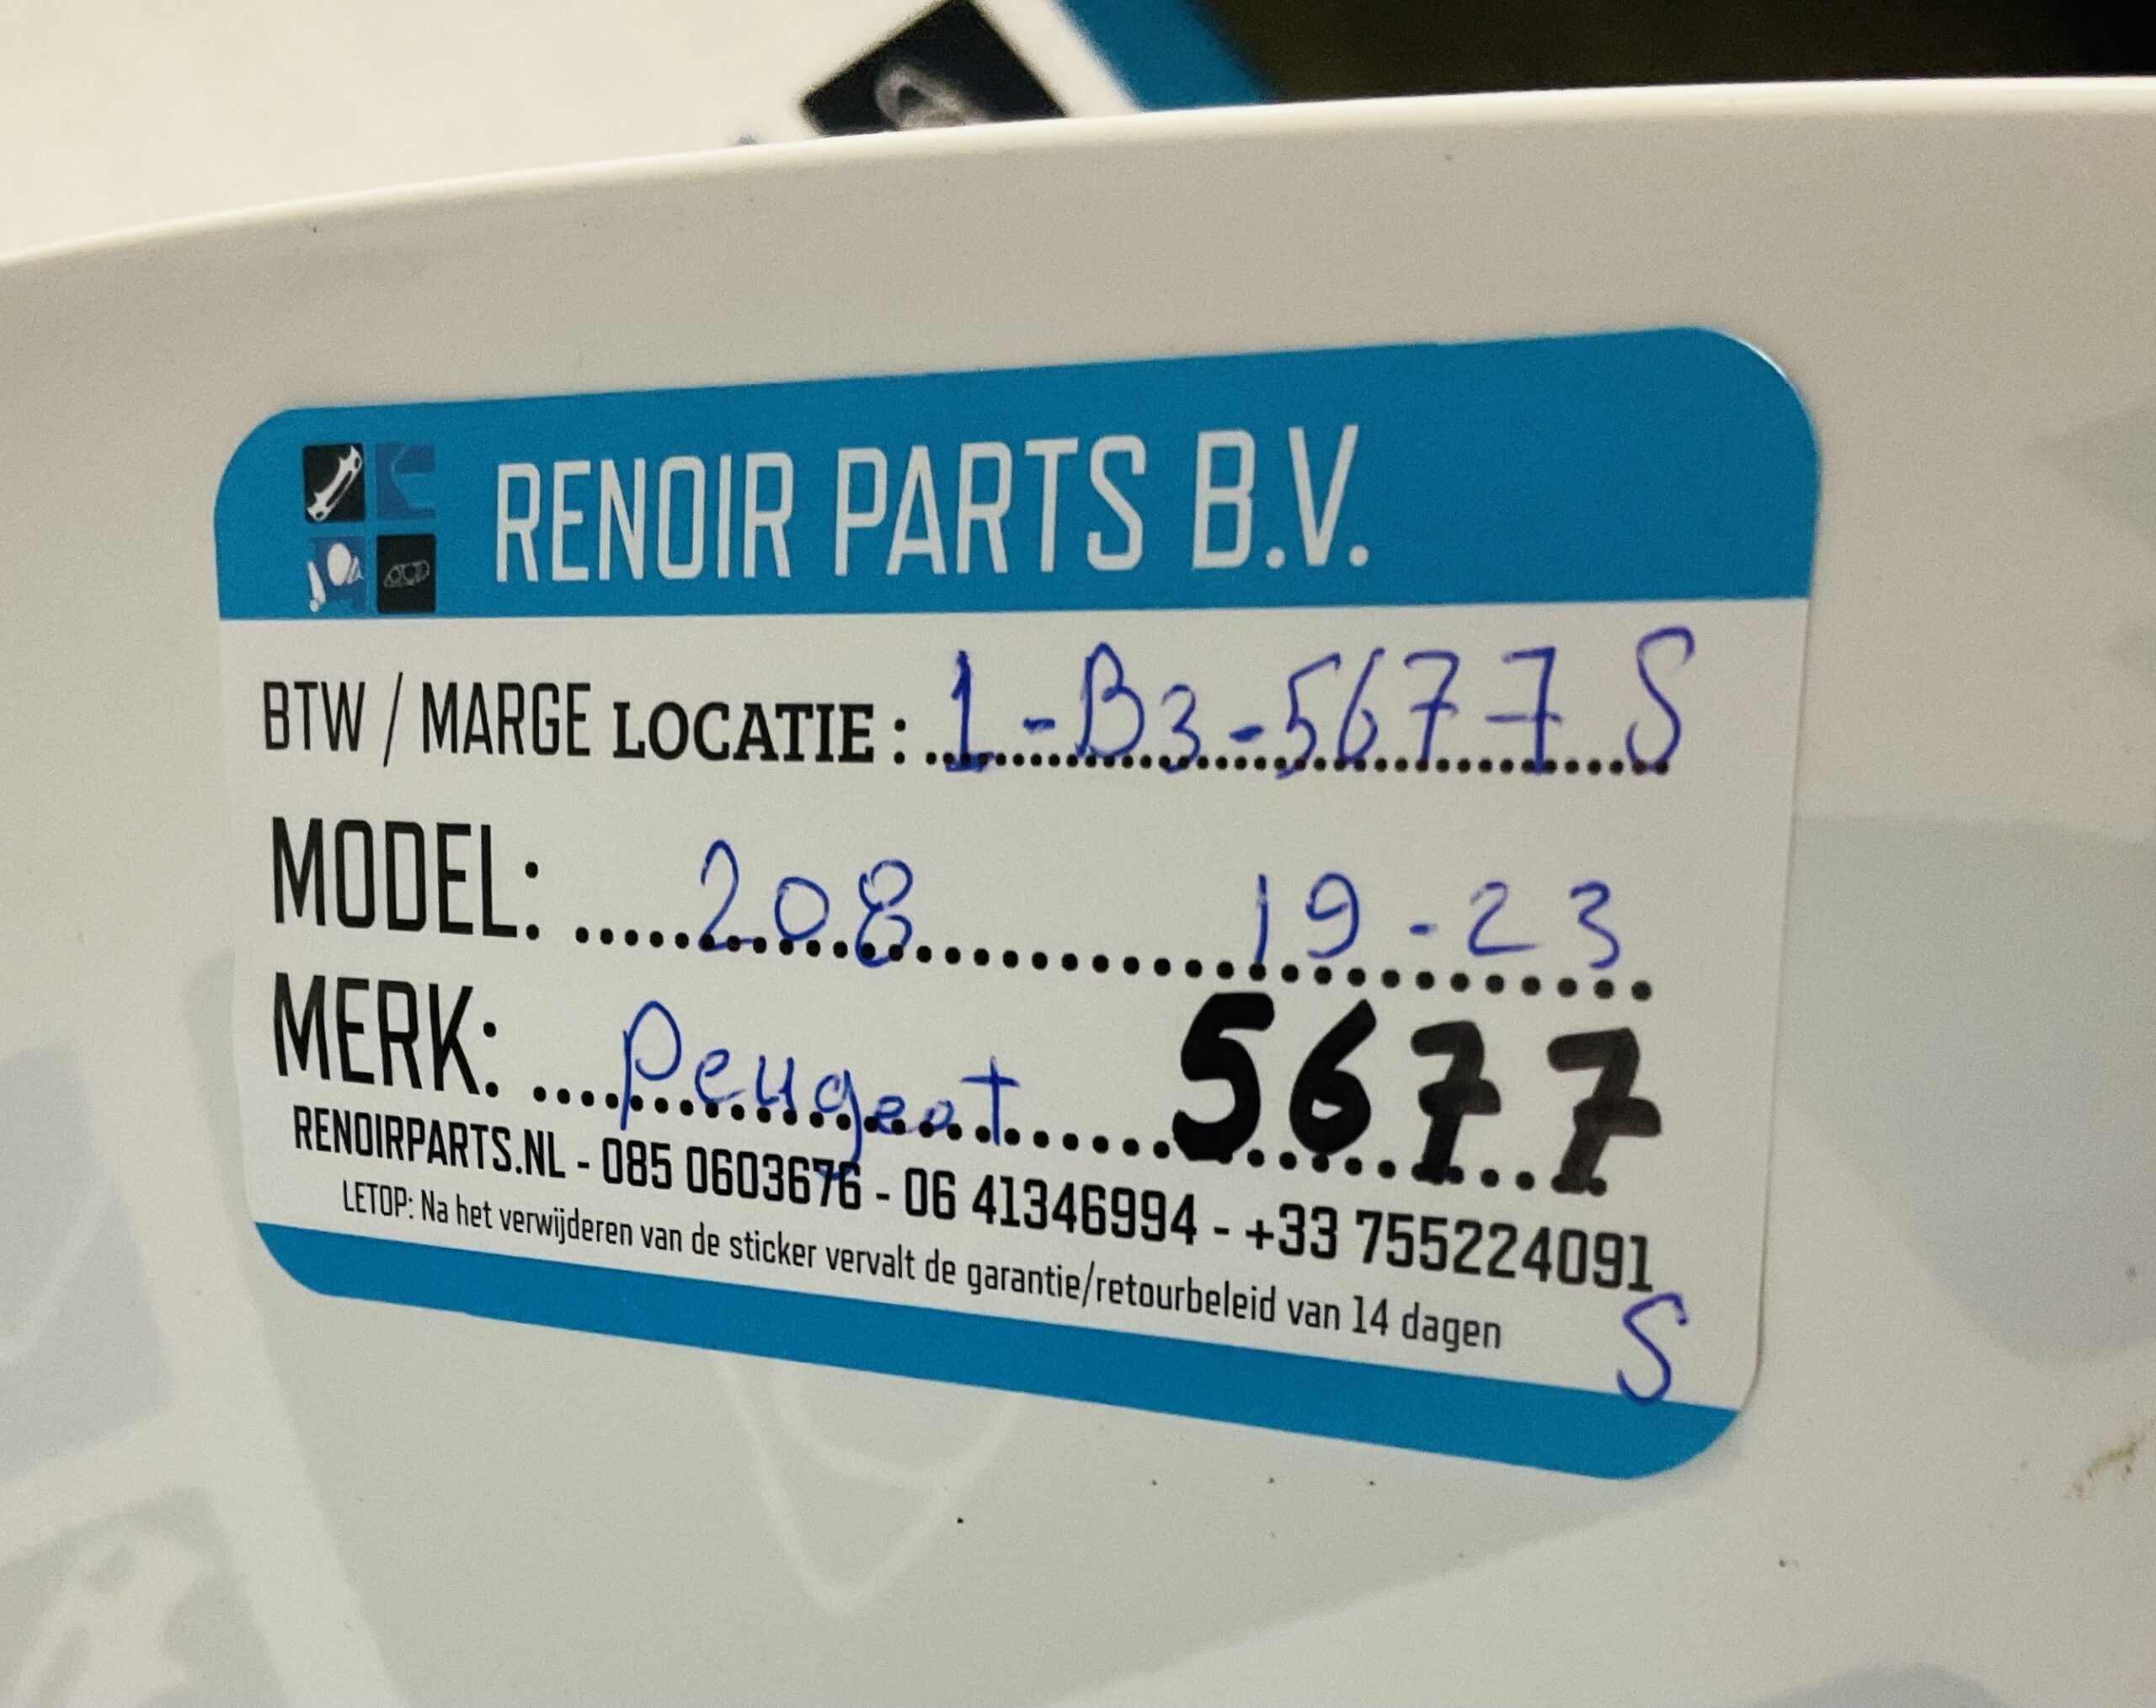 RENOIR PARTS B.V.
BTW / MARGE LOCATIE : 1-B3-5677 S
MODEL: 208 19-23
MERK: Peugeot 5677
RENOIRPARTS.NL - 085 0603676 - 06 41346994 - +33 755224091
LETOP: Na het verwijderen van de sticker vervalt de garantie/retourbeleid van 14 dagen
S